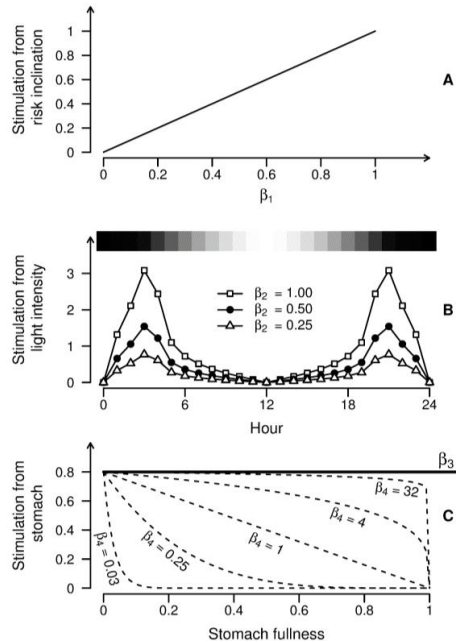 Stimulation from
risk inclination
1
0.8
0.6
0.4
0.2
0
A
0 0.2 0.4 0.6 0.8 1
β1
Stimulation from
light intensity
3
2
1
0
β2 = 1.00
β2 = 0.50
β2 = 0.25
B
0 6 12 18 24
Hour
Stimulation from
stomach
β3
0.8
0.6
0.4
0.2
0
β4 = 32
β4 = 4
β4 = 1
β4 = 0.25
β4 = 0.03
C
0 0.2 0.4 0.6 0.8 1
Stomach fullness